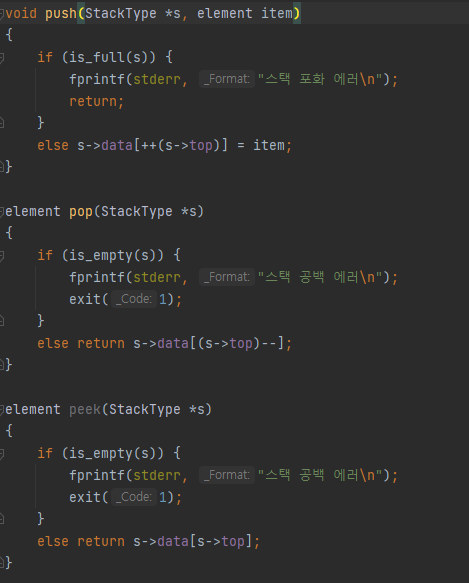 void push(StackType *s, element item)
{
if (is_full(s)) {
fprintf(stderr, _Format: "스택 포화 에러\n");
return;
}
else s->data[++(s->top)] = item;
}
element pop(StackType *s)
{
if (is_empty(s)) {
fprintf(stderr, _Format: "스택 공백 에러\n");
exit(_Code: 1);
}
else return s->data[(s->top)--];
}
element peek(StackType *s)
{
if (is_empty(s)) {
fprintf(stderr, _Format: "스택 공백 에러\n");
exit(_Code: 1);
}
else return s->data[s->top];
}